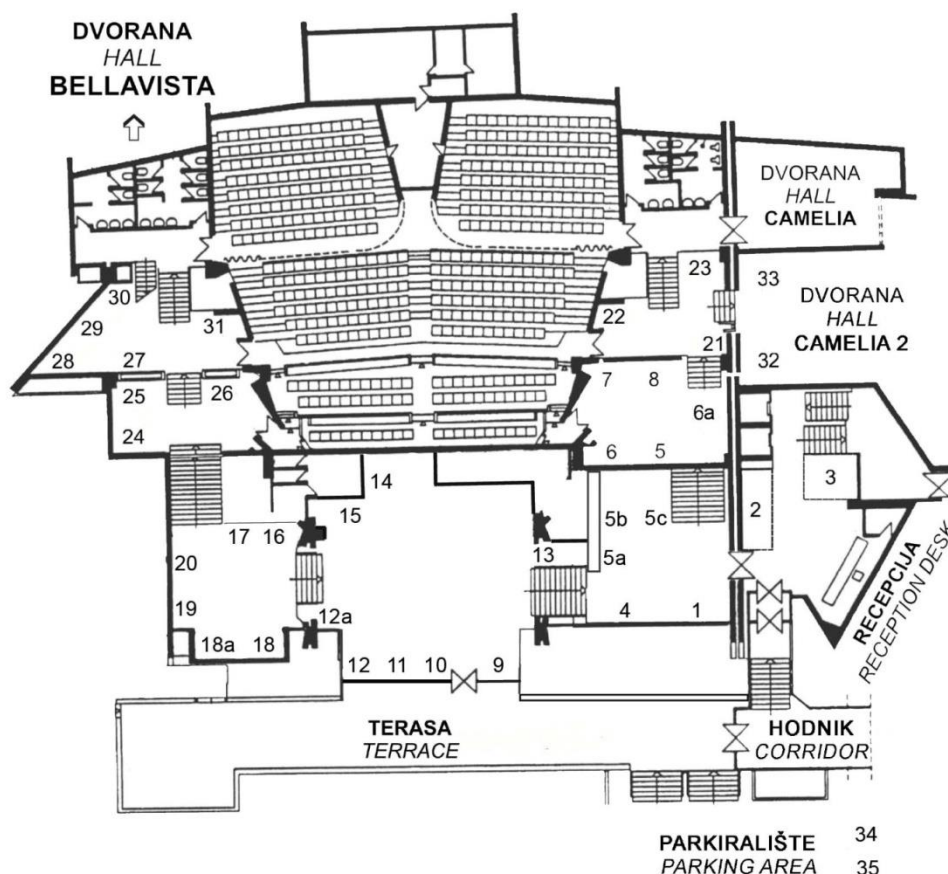 DVORANA
HALL
BELLAVISTA
DVORANA
HALL
CAMELIA
23
33
30
DVORANA
HALL
CAMELIA 2
29
31
22
28
27
21
32
25
26
7
8
6a
24
6
5
14
3
15
2
17
16
5b
5c
13
5a
20
19
12a
4
1
18a
18
12
11
10
9
RECEPCIJA
RECEPTION DESK
TERASA
TERRACE
HODNIK
CORRIDOR
PARKIRALIŠTE
PARKING AREA
34
35